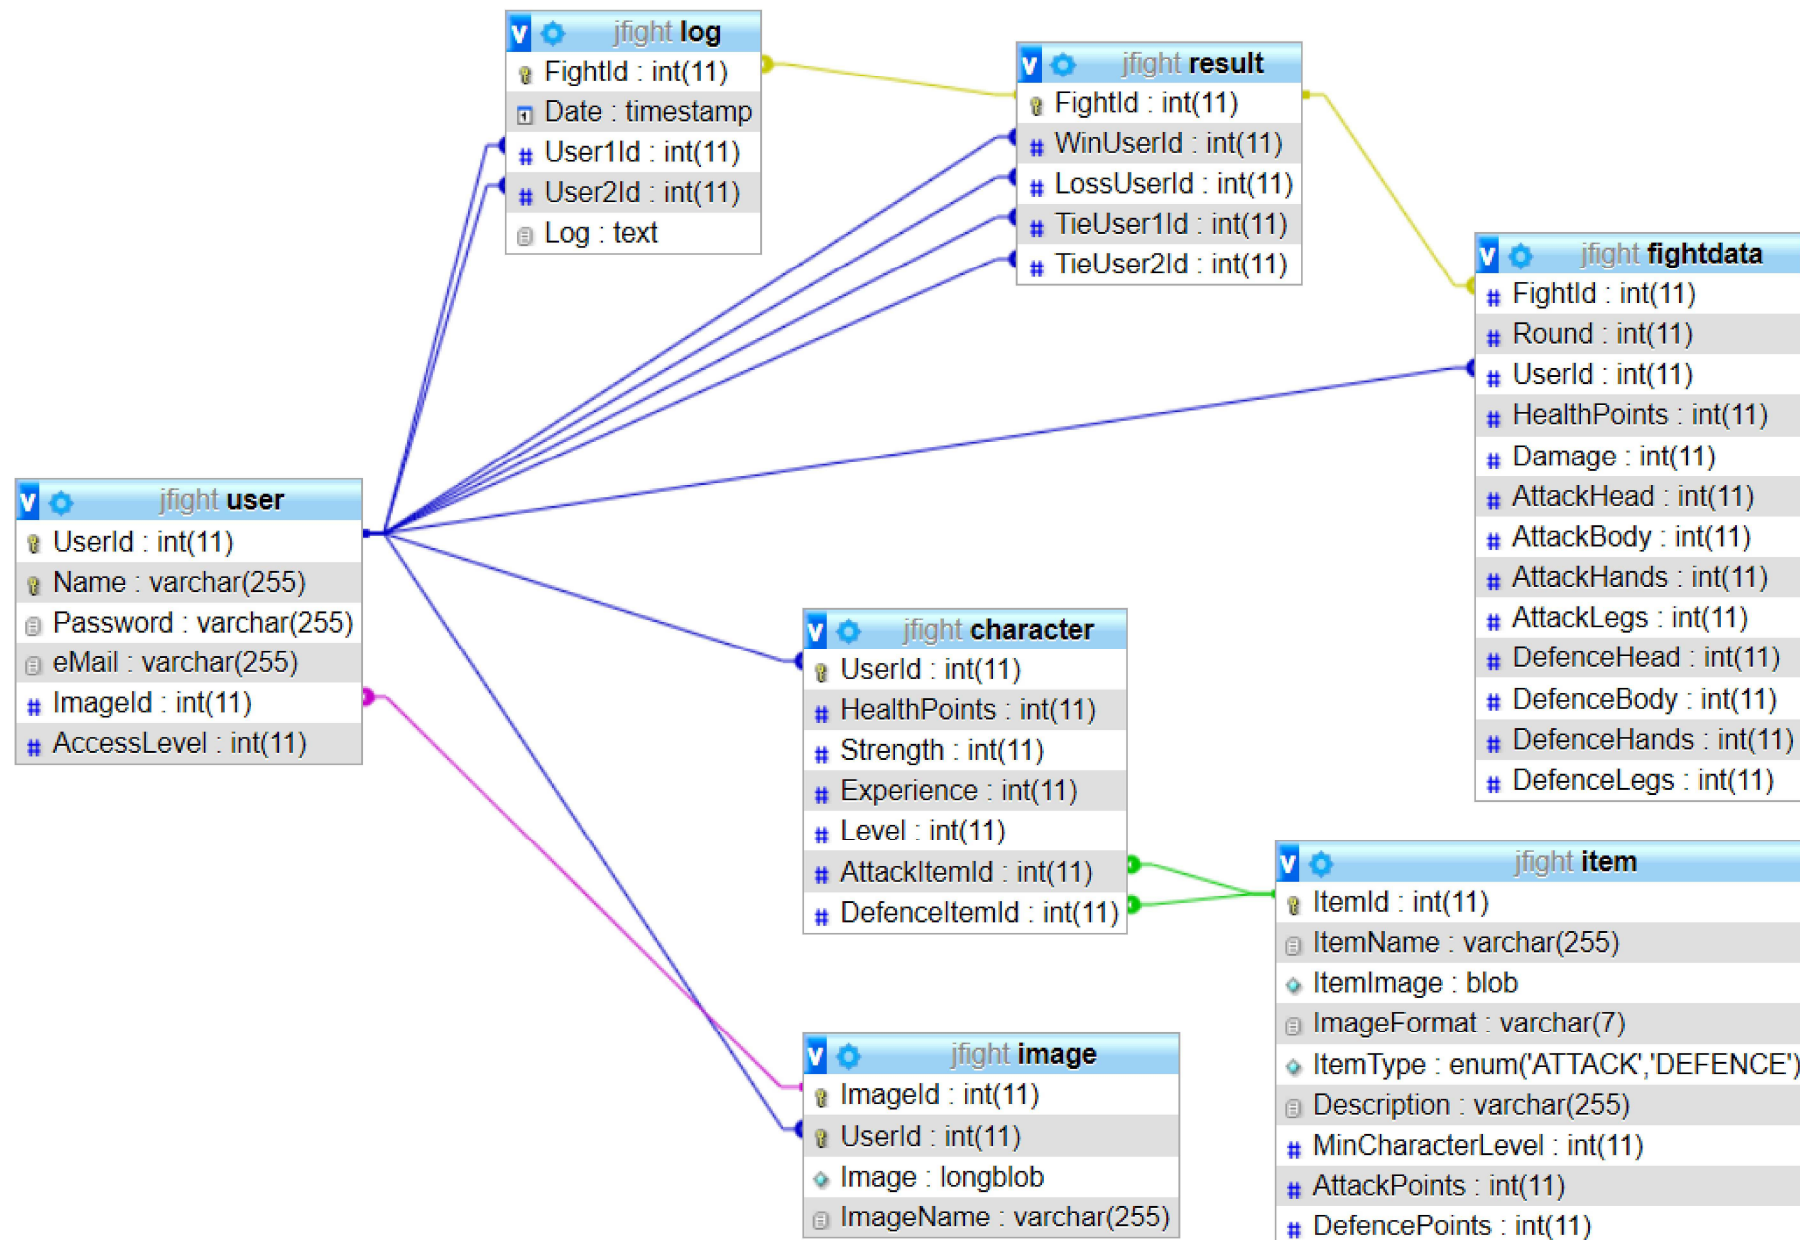 v jfight log
FightId : int(11)
Date : timestamp
# User1Id : int(11)
# User2Id : int(11)
Log : text
v jfight result
FightId : int(11)
# WinUserId : int(11)
# LossUserId : int(11)
# TieUser1Id : int(11)
# TieUser2Id : int(11)
v jfight fightdata
# FightId : int(11)
# Round : int(11)
# UserId : int(11)
# HealthPoints : int(11)
# Damage : int(11)
# AttackHead : int(11)
# AttackBody : int(11)
# AttackHands : int(11)
# AttackLegs : int(11)
# DefenceHead : int(11)
# DefenceBody : int(11)
# DefenceHands : int(11)
# DefenceLegs : int(11)
v jfight user
UserId : int(11)
Name : varchar(255)
Password : varchar(255)
eMail : varchar(255)
# ImageId : int(11)
# AccessLevel : int(11)
v jfight character
UserId : int(11)
# HealthPoints : int(11)
# Strength : int(11)
# Experience : int(11)
# Level : int(11)
# AttackItemId : int(11)
# DefenceItemId : int(11)
v jfight item
ItemId : int(11)
ItemName : varchar(255)
ItemImage : blob
ImageFormat : varchar(7)
ItemType : enum('ATTACK','DEFENCE')
Description : varchar(255)
# MinCharacterLevel : int(11)
# AttackPoints : int(11)
# DefencePoints : int(11)
v jfight image
ImageId : int(11)
UserId : int(11)
Image : longblob
ImageName : varchar(255)